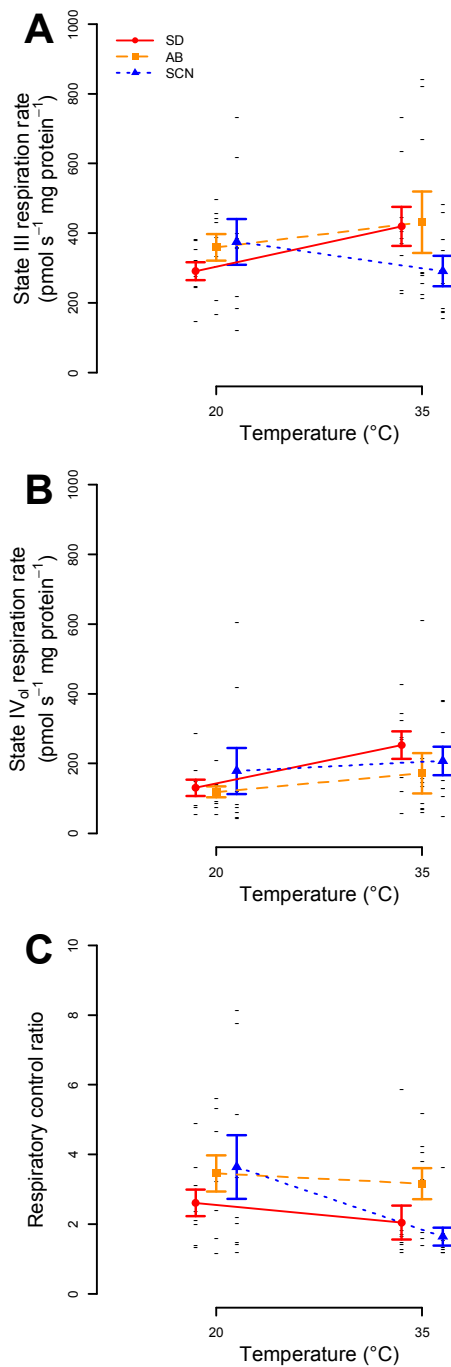 A
SD
AB
SCN
State III respiration rate
(pmol s⁻¹ mg protein⁻¹)
0
200
400
600
800
1000
20
35
Temperature (°C)
B
State IVol respiration rate
(pmol s⁻¹ mg protein⁻¹)
0
200
400
600
800
1000
20
35
Temperature (°C)
C
Respiratory control ratio
0
2
4
6
8
10
20
35
Temperature (°C)